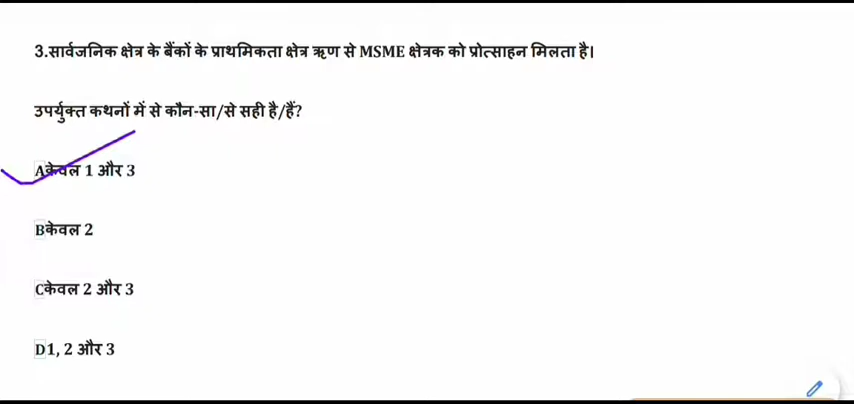 3.सार्वजनिक क्षेत्र के बैंकों के प्राथमिकता क्षेत्र ऋण से MSME क्षेत्रक को प्रोत्साहन मिलता है।
उपर्युक्त कथनों में से कौन-सा/से सही है/हैं?
Aकेवल 1 और 3
Bकेवल 2
Cकेवल 2 और 3
D1, 2 और 3